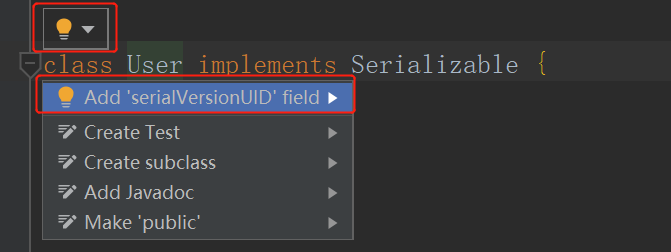 class User implements Serializable {
Add 'serialVersionUID' field
Create Test
Create subclass
Add Javadoc
Make 'public'